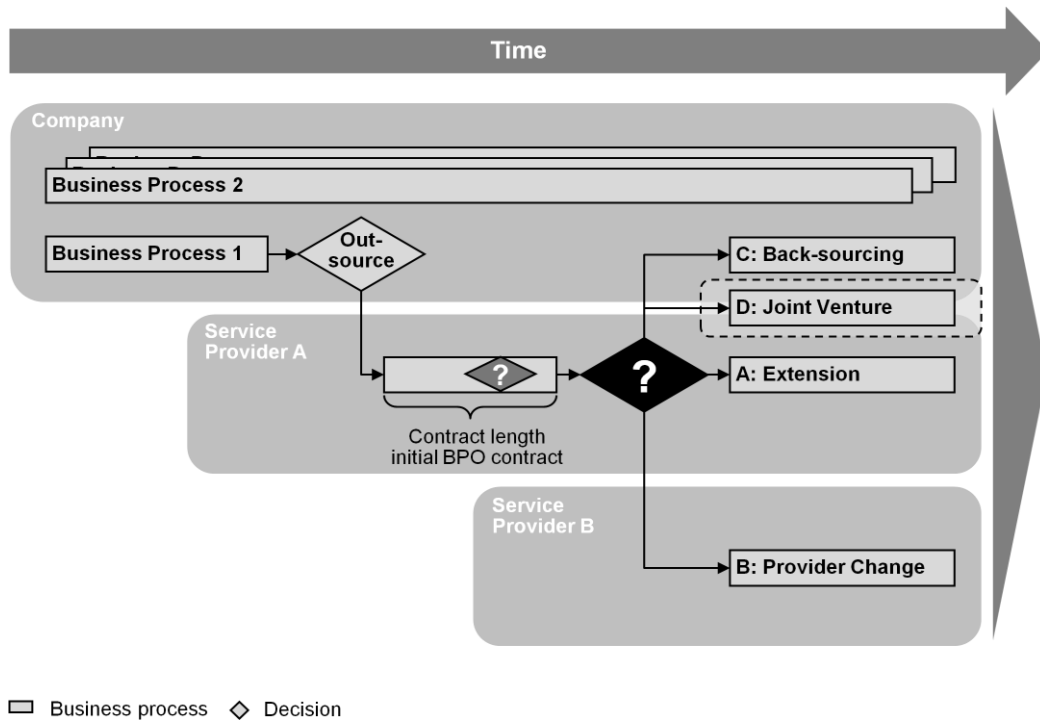 Time
Company
Business Process 2
Business Process 1
Out-
source
C: Back-sourcing
D: Joint Venture
Service
Provider A
?
?
A: Extension
Contract length
initial BPO contract
Service
Provider B
B: Provider Change
Business process
Decision